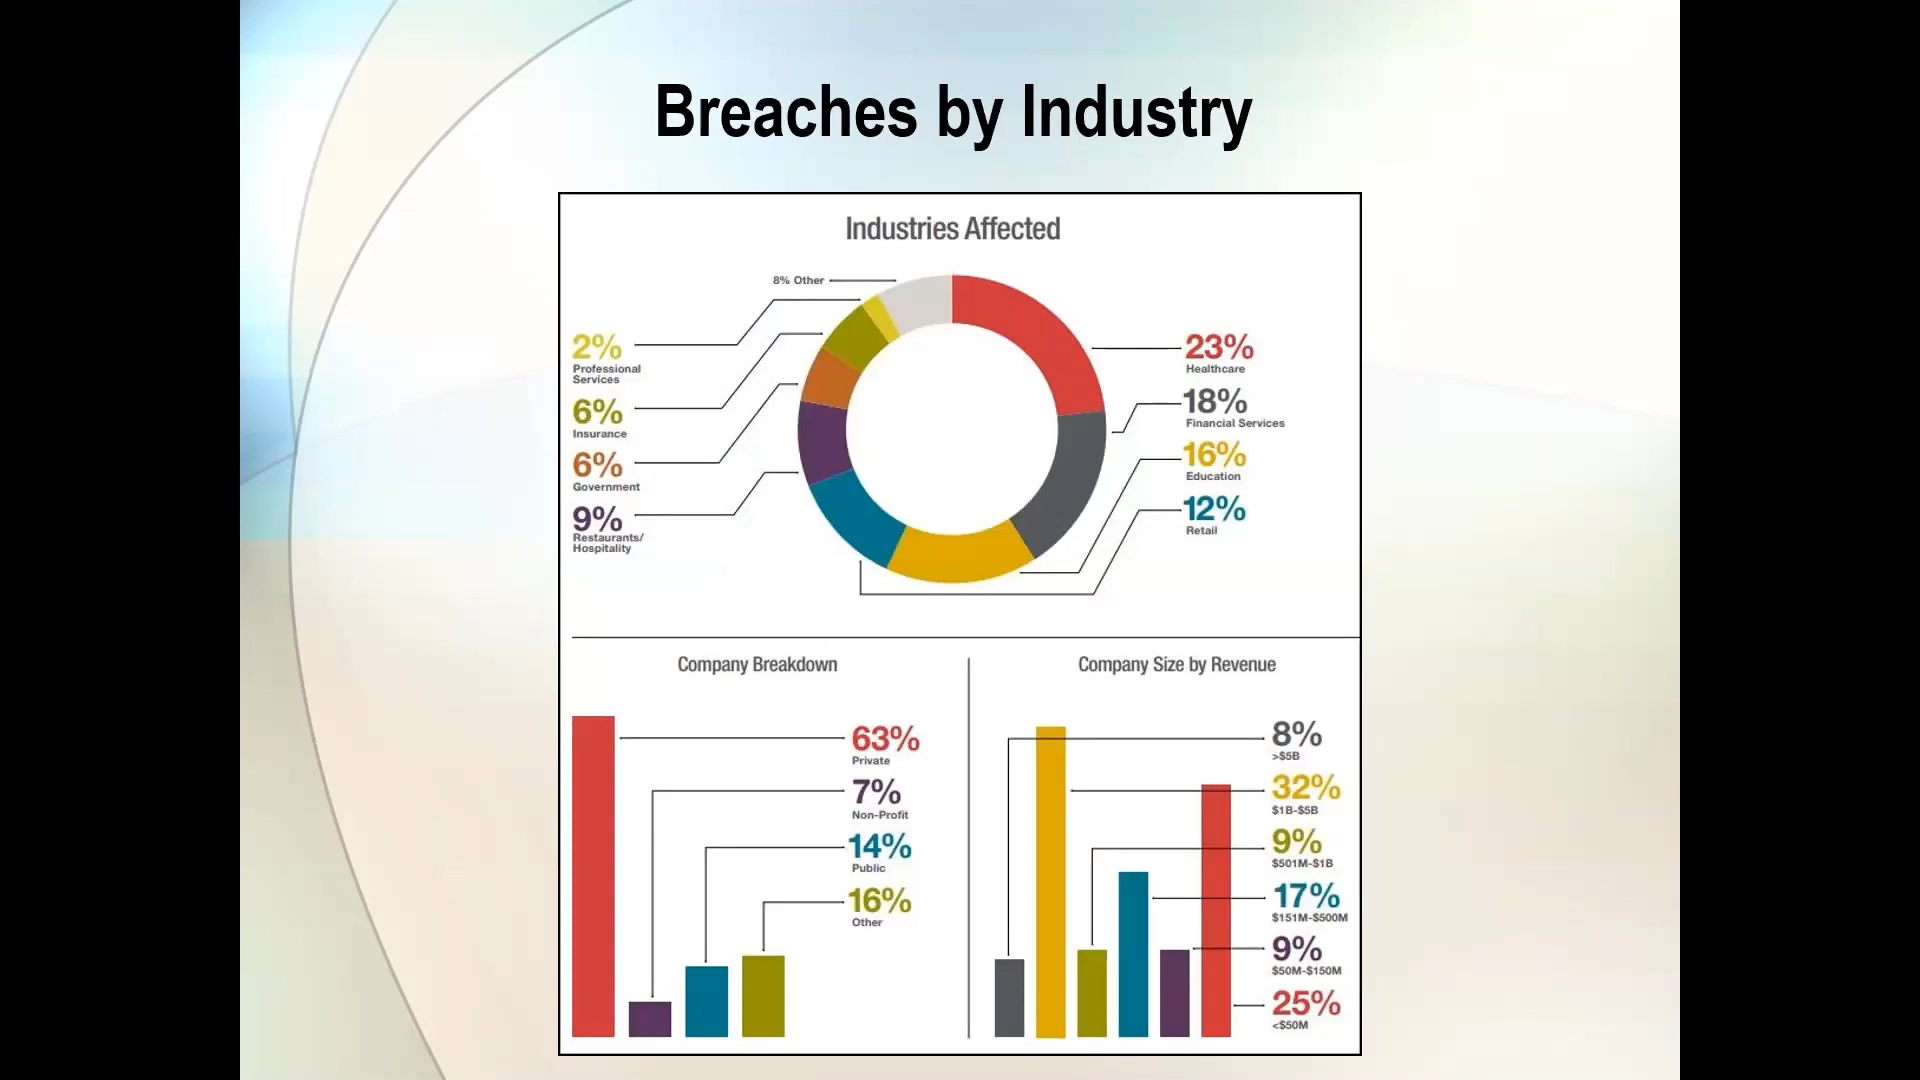 Breaches by Industry
Industries Affected
8% Other
2%
Professional
Services
6%
Insurance
6%
Government
9%
Restaurants/
Hospitality
23%
Healthcare
18%
Financial Services
16%
Education
12%
Retail
Company Breakdown
63%
Private
7%
Non-Profit
14%
Public
16%
Other
Company Size by Revenue
8%
>$5B
32%
$1B-$5B
9%
$501M-$1B
17%
$151M-$500M
9%
$50M-$150M
25%
<$50M